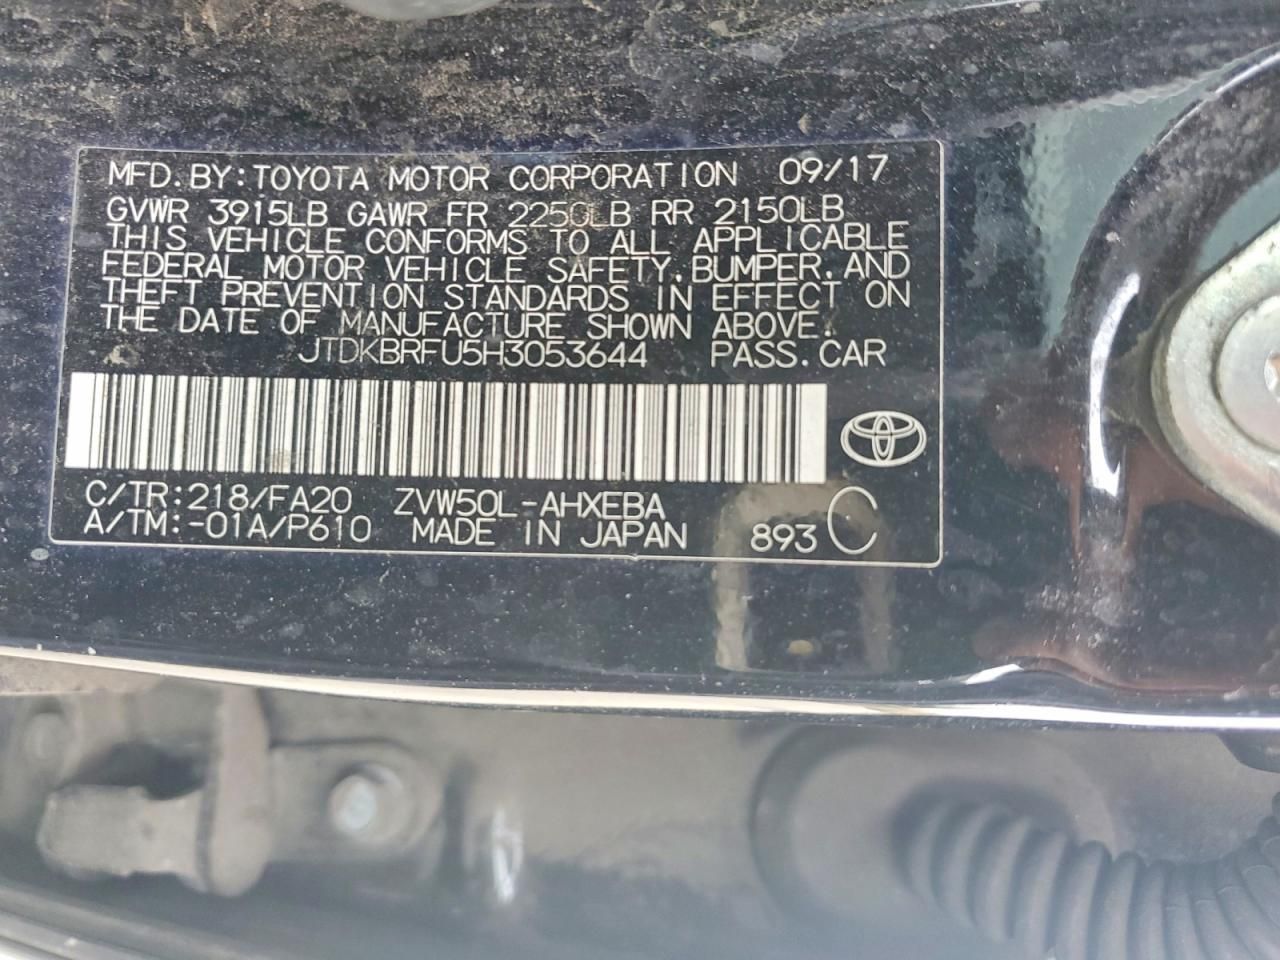 MFD.BY:TOYOTA MOTOR CORPORATION 09/17
GVWR 3915LB GAWR FR 2250LB RR 2150LB
THIS VEHICLE CONFORMS TO ALL APPLICABLE
FEDERAL MOTOR VEHICLE SAFETY,BUMPER,AND
THEFT PREVENTION STANDARDS IN EFFECT ON
THE DATE OF MANUFACTURE SHOWN ABOVE.
JTDKBRFU5H3053644 PASS.CAR
C/TR:218/FA20 ZVW50L-AHXEBA
A/TM:-01A/P610 MADE IN JAPAN 893 C